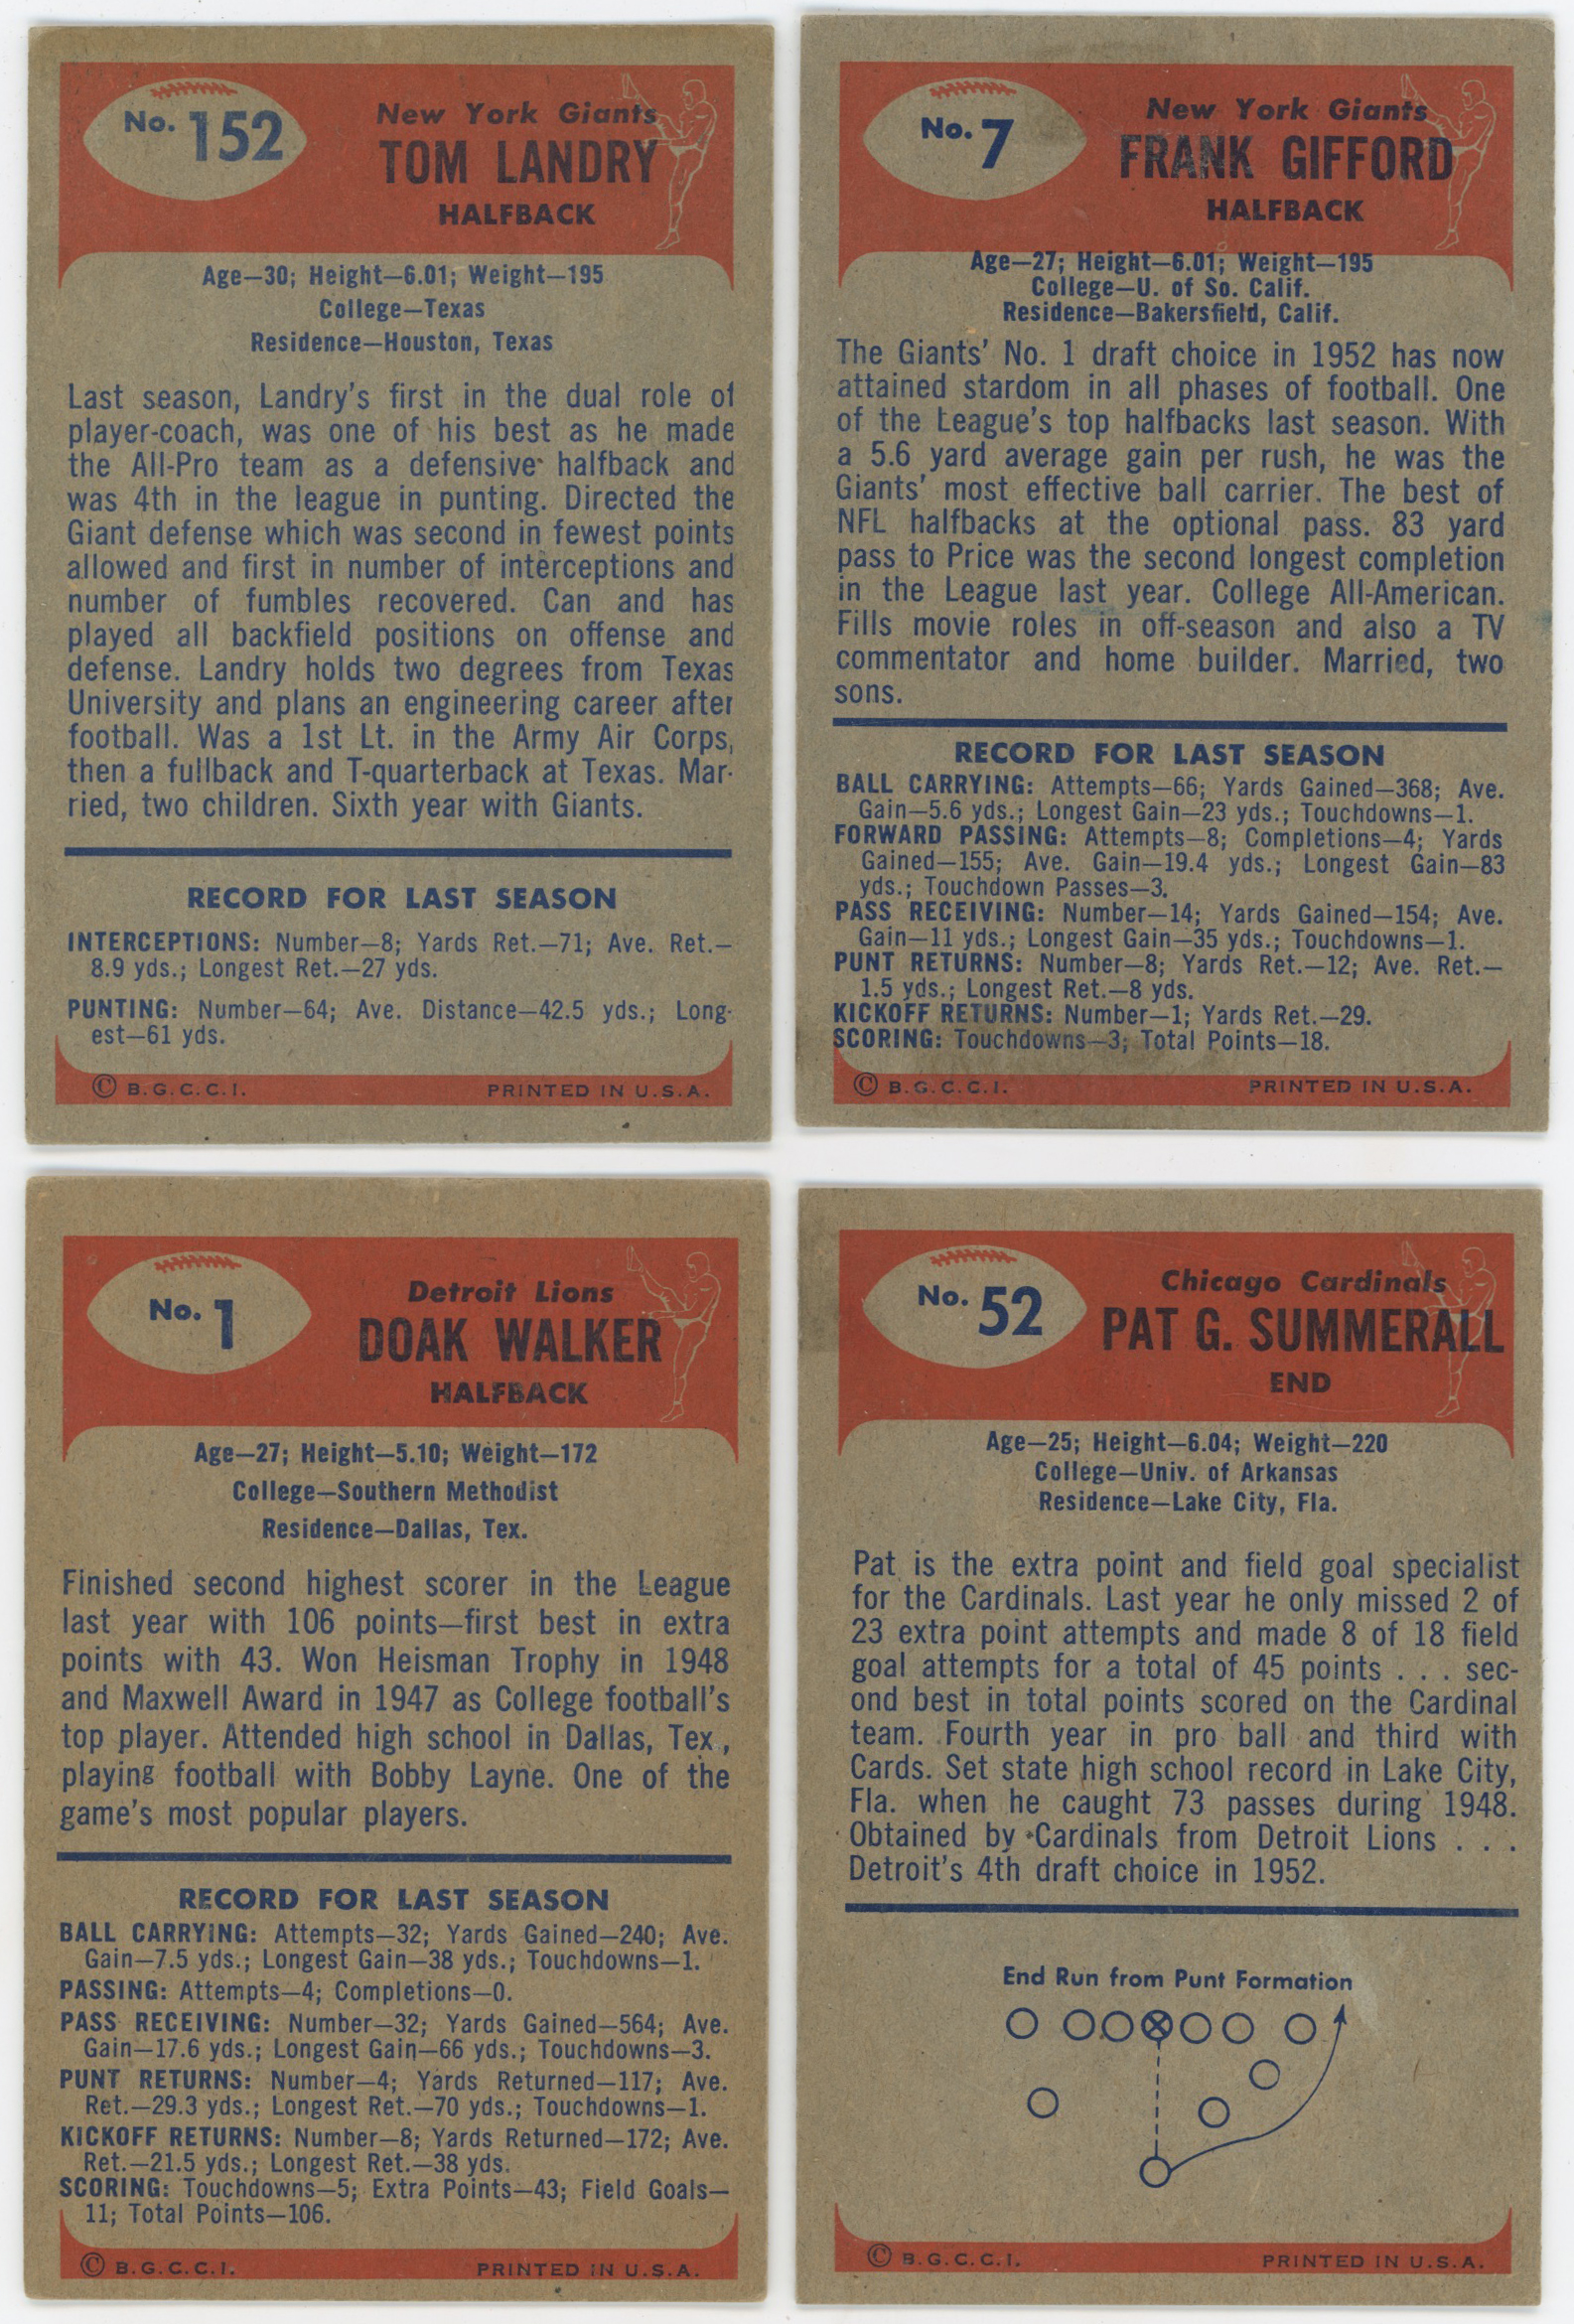 No. 152
New York Giants
TOM LANDRY
HALFBACK
Age—30; Height—6.01; Weight—195
College—Texas
Residence—Houston, Texas
Last season, Landry's first in the dual role of
player-coach, was one of his best as he made
the All-Pro team as a defensive halfback and
was 4th in the league in punting. Directed the
Giant defense which was second in fewest points
allowed and first in number of interceptions and
number of fumbles recovered. Can and has
played all backfield positions on offense and
defense. Landry holds two degrees from Texas
University and plans an engineering career after
football. Was a 1st Lt. in the Army Air Corps,
then a fullback and T-quarterback at Texas. Mar-
ried, two children. Sixth year with Giants.
RECORD FOR LAST SEASON
INTERCEPTIONS: Number—8; Yards Ret.—71; Ave. Ret.—
8.9 yds.; Longest Ret.—27 yds.
PUNTING: Number—64; Ave. Distance—42.5 yds.; Long-
est—61 yds.
© B.G.C.C.I. PRINTED IN U.S.A.
No. 7
New York Giants
FRANK GIFFORD
HALFBACK
Age—27; Height—6.01; Weight—195
College—U. of So. Calif.
Residence—Bakersfield, Calif.
The Giants' No. 1 draft choice in 1952 has now
attained stardom in all phases of football. One
of the League's top halfbacks last season. With
a 5.6 yard average gain per rush, he was the
Giants' most effective ball carrier. The best of
NFL halfbacks at the optional pass. 83 yard
pass to Price was the second longest completion
in the League last year. College All-American.
Fills movie roles in off-season and also a TV
commentator and home builder. Married, two
sons.
RECORD FOR LAST SEASON
BALL CARRYING: Attempts—66; Yards Gained—368; Ave.
Gain—5.6 yds.; Longest Gain—23 yds.; Touchdowns—1.
FORWARD PASSING: Attempts—8; Completions—4; Yards
Gained—155; Ave. Gain—19.4 yds.; Longest Gain—83
yds.; Touchdown Passes—3.
PASS RECEIVING: Number—14; Yards Gained—154; Ave.
Gain—11 yds.; Longest Gain—35 yds.; Touchdowns—1.
PUNT RETURNS: Number—8; Yards Ret.—12; Ave. Ret.—
1.5 yds.; Longest Ret.—8 yds.
KICKOFF RETURNS: Number—1; Yards Ret.—29.
SCORING: Touchdowns—3; Total Points—18.
© B.G.C.C.I. PRINTED IN U.S.A.
No. 1
Detroit Lions
DOAK WALKER
HALFBACK
Age—27; Height—5.10; Weight—172
College—Southern Methodist
Residence—Dallas, Tex.
Finished second highest scorer in the League
last year with 106 points—first best in extra
points with 43. Won Heisman Trophy in 1948
and Maxwell Award in 1947 as College football's
top player. Attended high school in Dallas, Tex.,
playing football with Bobby Layne. One of the
game's most popular players.
RECORD FOR LAST SEASON
BALL CARRYING: Attempts—32; Yards Gained—240; Ave.
Gain—7.5 yds.; Longest Gain—38 yds.; Touchdowns—1.
PASSING: Attempts—4; Completions—0.
PASS RECEIVING: Number—32; Yards Gained—564; Ave.
Gain—17.6 yds.; Longest Gain—66 yds.; Touchdowns—3.
PUNT RETURNS: Number—4; Yards Returned—117; Ave.
Ret.—29.3 yds.; Longest Ret.—70 yds.; Touchdowns—1.
KICKOFF RETURNS: Number—8; Yards Returned—172; Ave.
Ret.—21.5 yds.; Longest Ret.—38 yds.
SCORING: Touchdowns—5; Extra Points—43; Field Goals—
11; Total Points—106.
© B.G.C.C.I. PRINTED IN U.S.A.
No. 52
Chicago Cardinals
PAT G. SUMMERALL
END
Age—25; Height—6.04; Weight—220
College—Univ. of Arkansas
Residence—Lake City, Fla.
Pat is the extra point and field goal specialist
for the Cardinals. Last year he only missed 2 of
23 extra point attempts and made 8 of 18 field
goal attempts for a total of 45 points . . . sec-
ond best in total points scored on the Cardinal
team. Fourth year in pro ball and third with
Cards. Set state high school record in Lake City,
Fla. when he caught 73 passes during 1948.
Obtained by Cardinals from Detroit Lions . . .
Detroit's 4th draft choice in 1952.
End Run from Punt Formation
© B.G.C.C.I. PRINTED IN U.S.A.